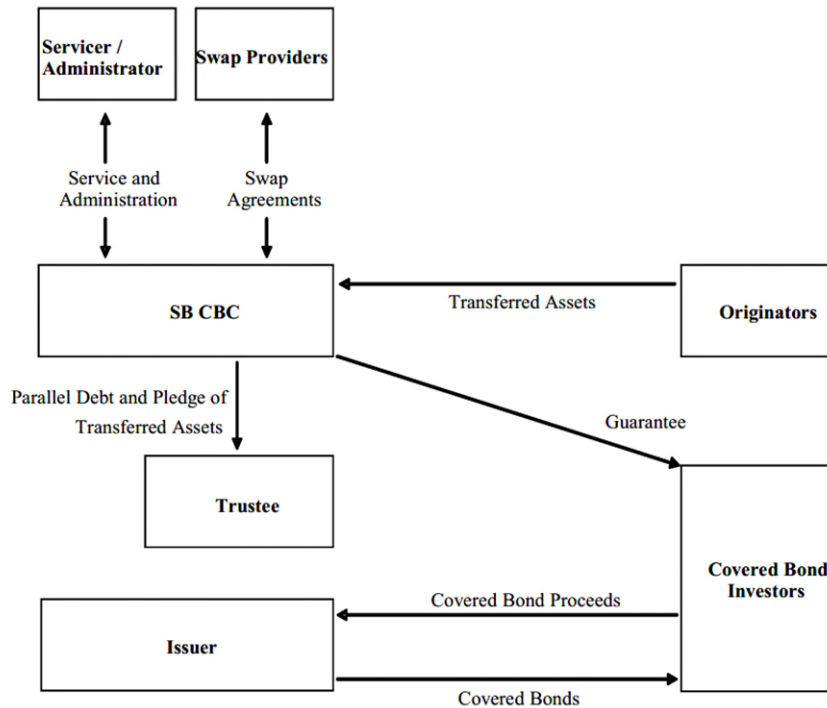 Servicer /
Administrator
Swap Providers
Service and
Administration
Swap
Agreements
SB CBC
Transferred Assets
Originators
Parallel Debt and Pledge of
Transferred Assets
Guarantee
Trustee
Covered Bond
Investors
Covered Bond Proceeds
Issuer
Covered Bonds